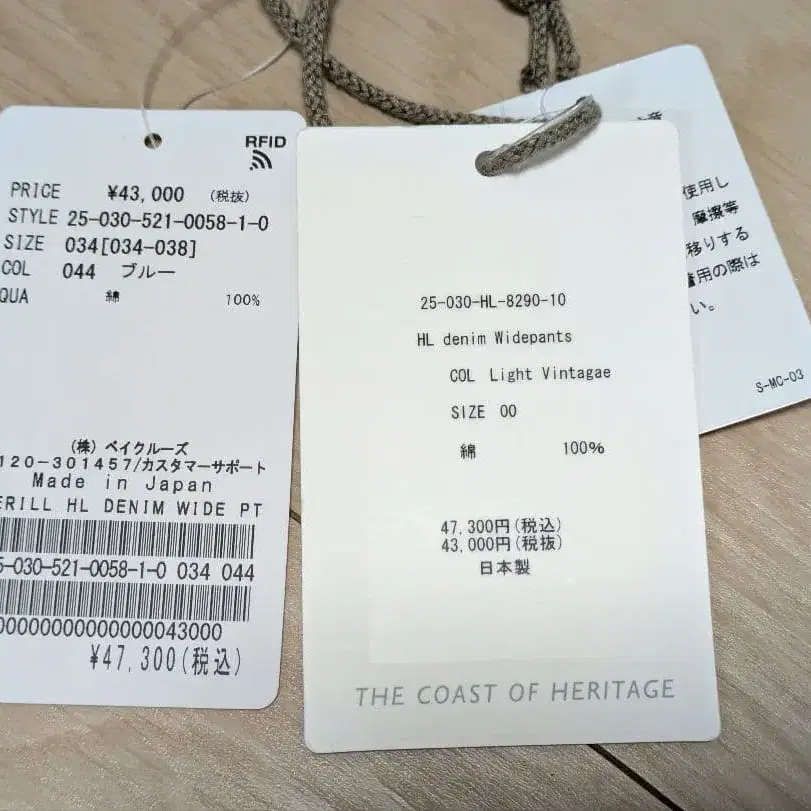 RFID
PRICE ¥43,000 (税抜)
STYLE 25-030-521-0058-1-0
SIZE 034[034-038]
COL 044 ブルー
QUA 綿 100%
(株) ベイクルーズ
120-301457/カスタマーサポート
Made in Japan
ERILL HL DENIM WIDE PT
5-030-521-0058-1-0 034 044
00000000000000043000
¥47,300(税込)
25-030-HL-8290-10
HL denim Widepants
COL Light Vintagae
SIZE 00
綿 100%
47,300円(税込)
43,000円(税抜)
日本製
THE COAST OF HERITAGE
使用し
摩擦等
移りする
着用の際は
い。
S-MC-03